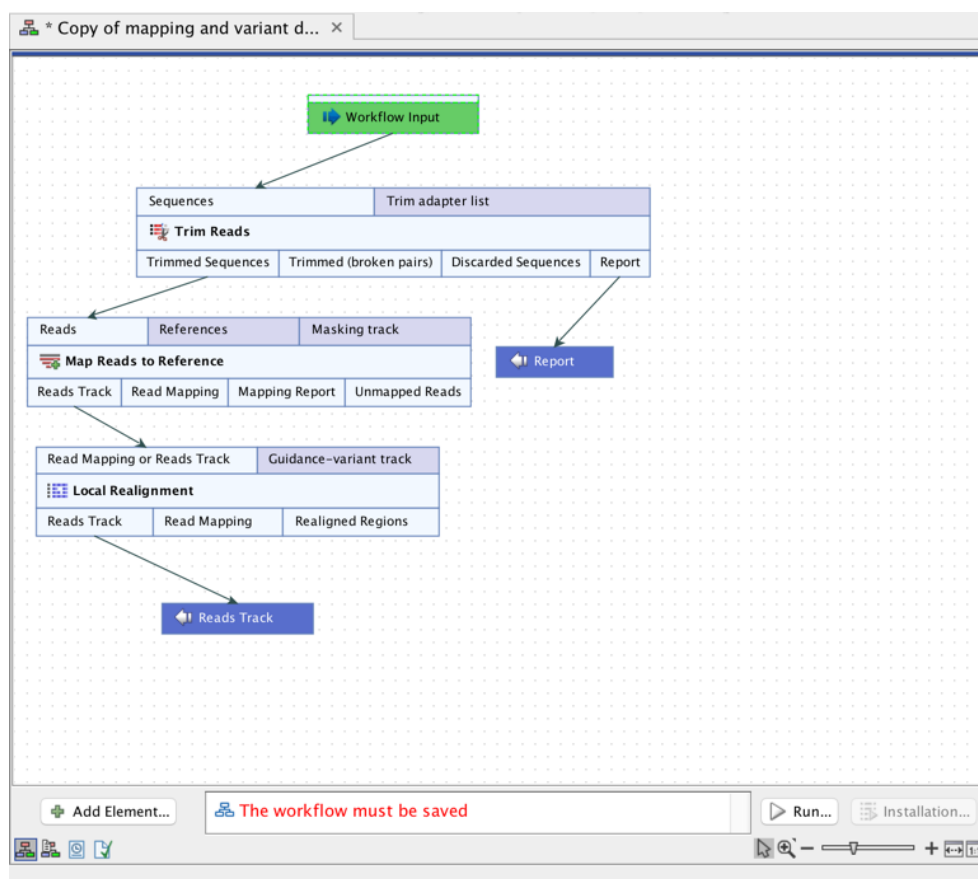 * Copy of mapping and variant d... ×
Workflow Input
Sequences Trim adapter list
Trim Reads
Trimmed Sequences Trimmed (broken pairs) Discarded Sequences Report
Reads References Masking track
Map Reads to Reference
Report
Reads Track Read Mapping Mapping Report Unmapped Reads
Read Mapping or Reads Track Guidance-variant track
Local Realignment
Reads Track Read Mapping Realigned Regions
Reads Track
Add Element... The workflow must be saved Run... Installation...